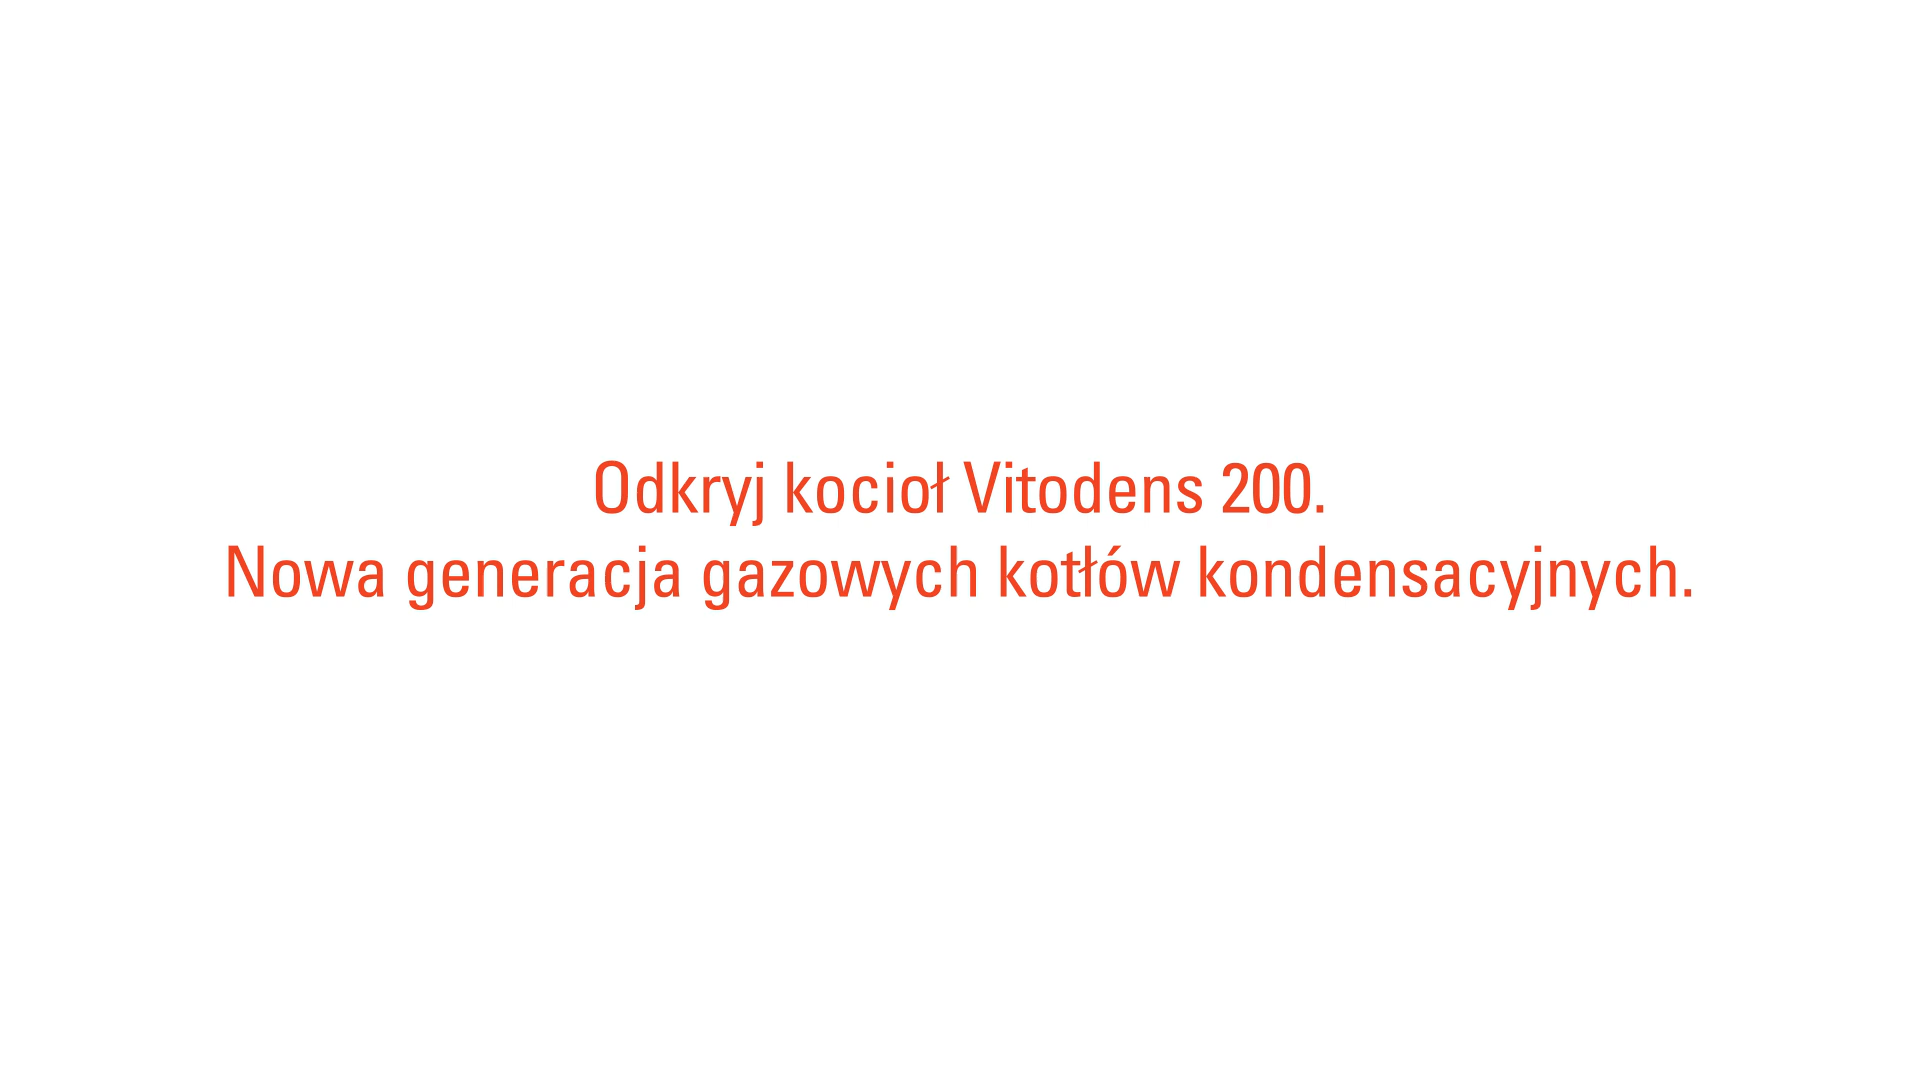 Odkryj kocioł Vitodens 200.
Nowa generacja gazowych kotłów kondensacyjnych.